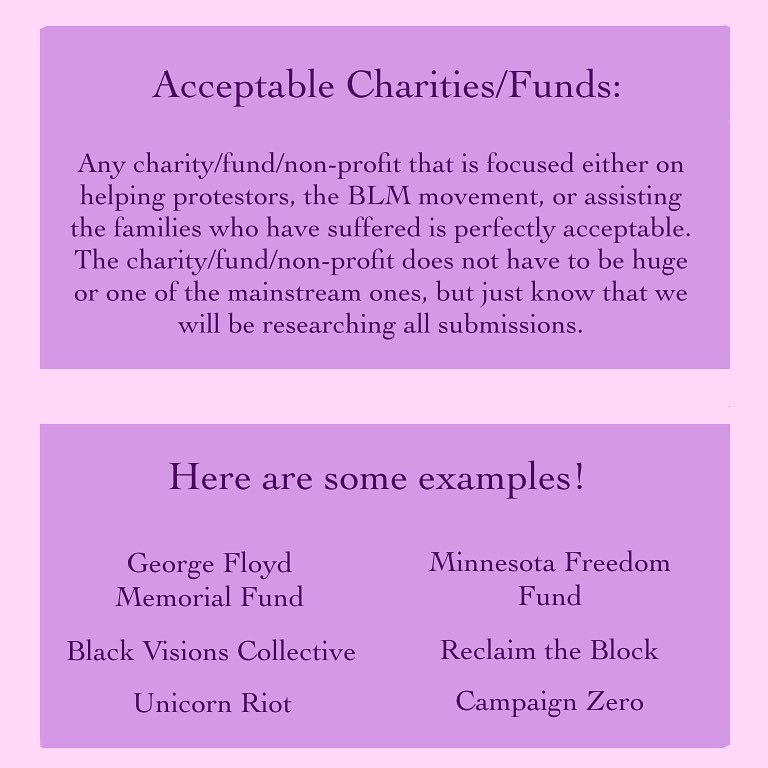 Acceptable Charities/Funds:
Any charity/fund/non-profit that is focused either on
helping protestors, the BLM movement, or assisting
the families who have suffered is perfectly acceptable.
The charity/fund/non-profit does not have to be huge
or one of the mainstream ones, but just know that we
will be researching all submissions.
Here are some examples!
George Floyd
Memorial Fund
Minnesota Freedom
Fund
Black Visions Collective
Reclaim the Block
Unicorn Riot
Campaign Zero